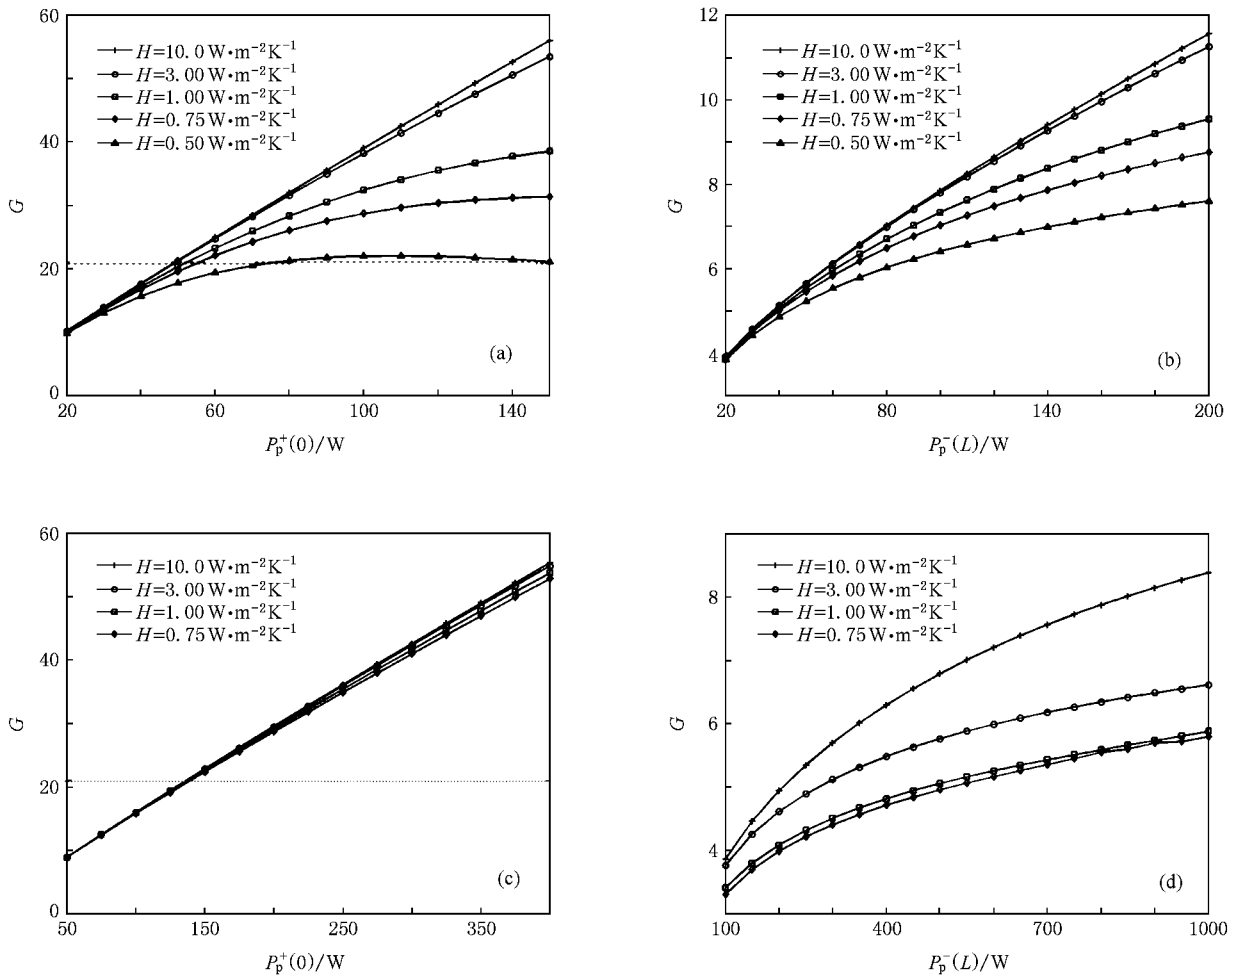 60
H=10.0 W·m⁻²K⁻¹
H=3.00 W·m⁻²K⁻¹
H=1.00 W·m⁻²K⁻¹
H=0.75 W·m⁻²K⁻¹
H=0.50 W·m⁻²K⁻¹
40
G
20
(a)
0
20 60 100 140
Pₚ⁺(0)/W
12
H=10.0 W·m⁻²K⁻¹
H=3.00 W·m⁻²K⁻¹
H=1.00 W·m⁻²K⁻¹
H=0.75 W·m⁻²K⁻¹
H=0.50 W·m⁻²K⁻¹
10
8
G
6
4
(b)
20 80 140 200
Pₚ⁻(L)/W
60
H=10.0 W·m⁻²K⁻¹
H=3.00 W·m⁻²K⁻¹
H=1.00 W·m⁻²K⁻¹
H=0.75 W·m⁻²K⁻¹
40
G
20
(c)
0
50 150 250 350
Pₚ⁺(0)/W
H=10.0 W·m⁻²K⁻¹
8
H=3.00 W·m⁻²K⁻¹
H=1.00 W·m⁻²K⁻¹
H=0.75 W·m⁻²K⁻¹
G
6
4
(d)
100 400 700 1000
Pₚ⁻(L)/W